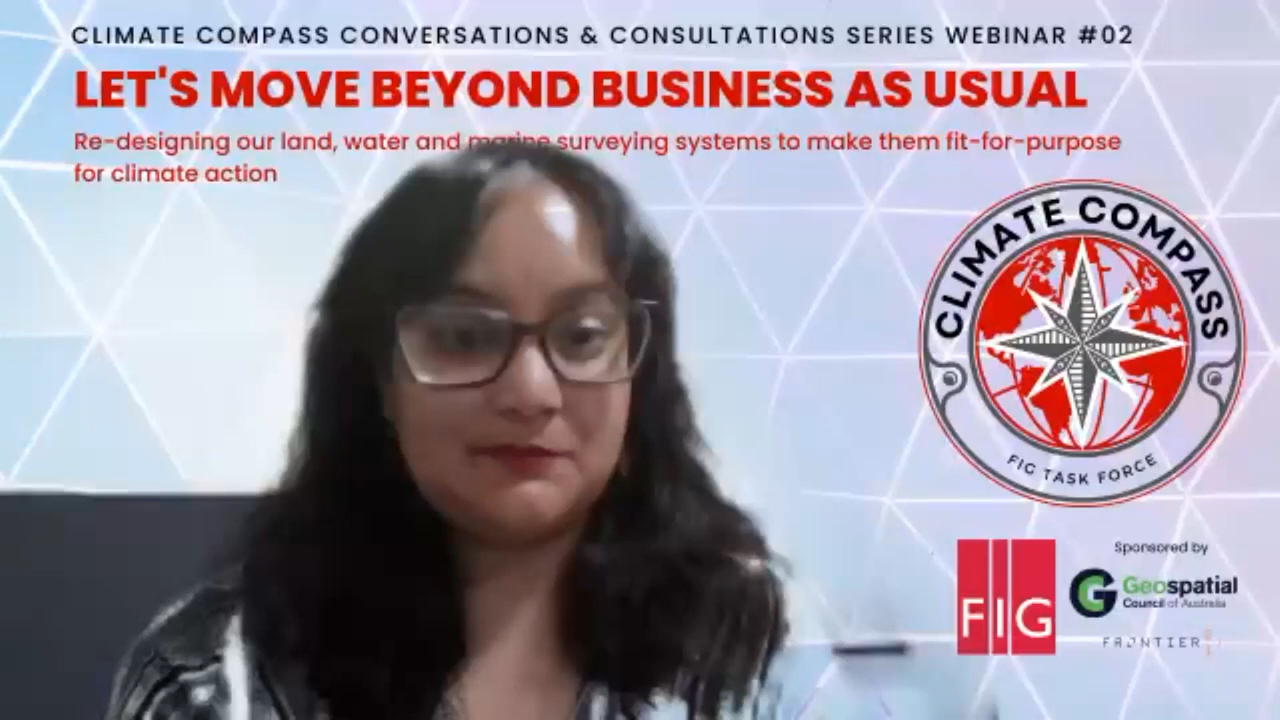 CLIMATE COMPASS CONVERSATIONS & CONSULTATIONS SERIES WEBINAR #02
LET'S MOVE BEYOND BUSINESS AS USUAL
Re-designing our land, water and marine surveying systems to make them fit-for-purpose
for climate action
CLIMATE COMPASS
FIG TASK FORCE
FIG
Sponsored by
Geospatial
Council of Australia
FRONTIER